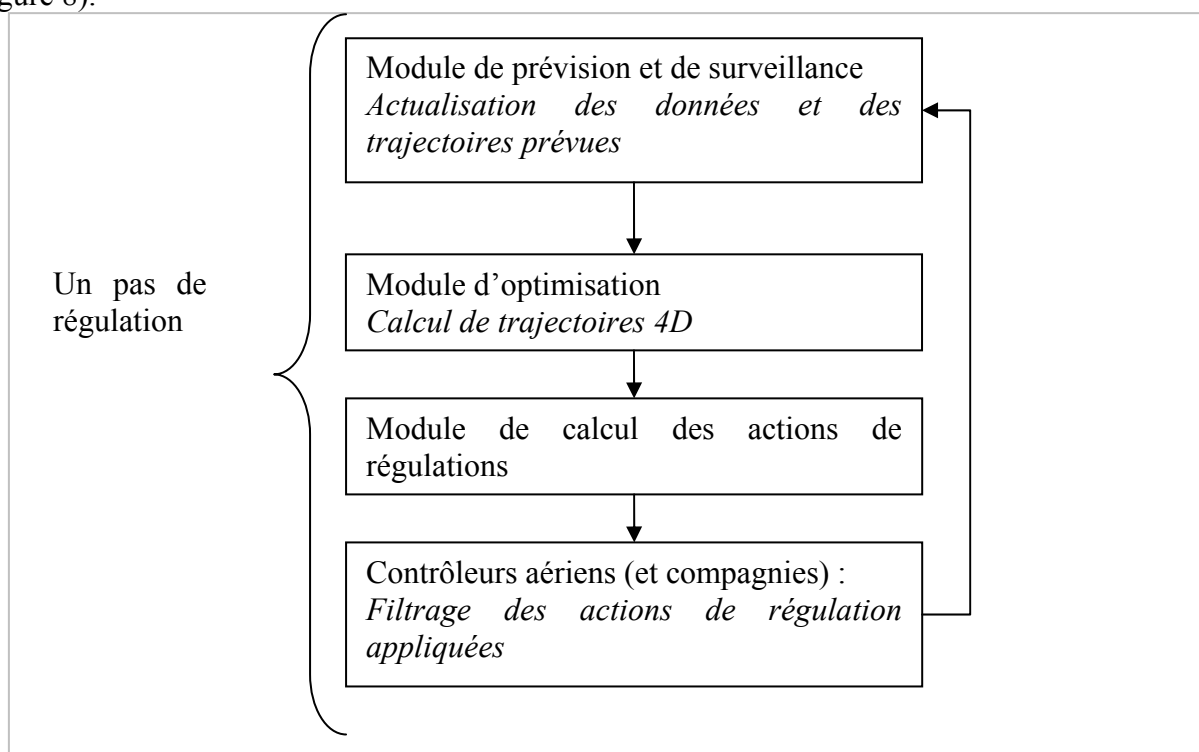 gure 8).
Module de prévision et de surveillance
Actualisation des données et des
trajectoires prévues
Un pas de
régulation
Module d’optimisation
Calcul de trajectoires 4D
Module de calcul des actions de
régulations
Contrôleurs aériens (et compagnies) :
Filtrage des actions de régulation
appliquées